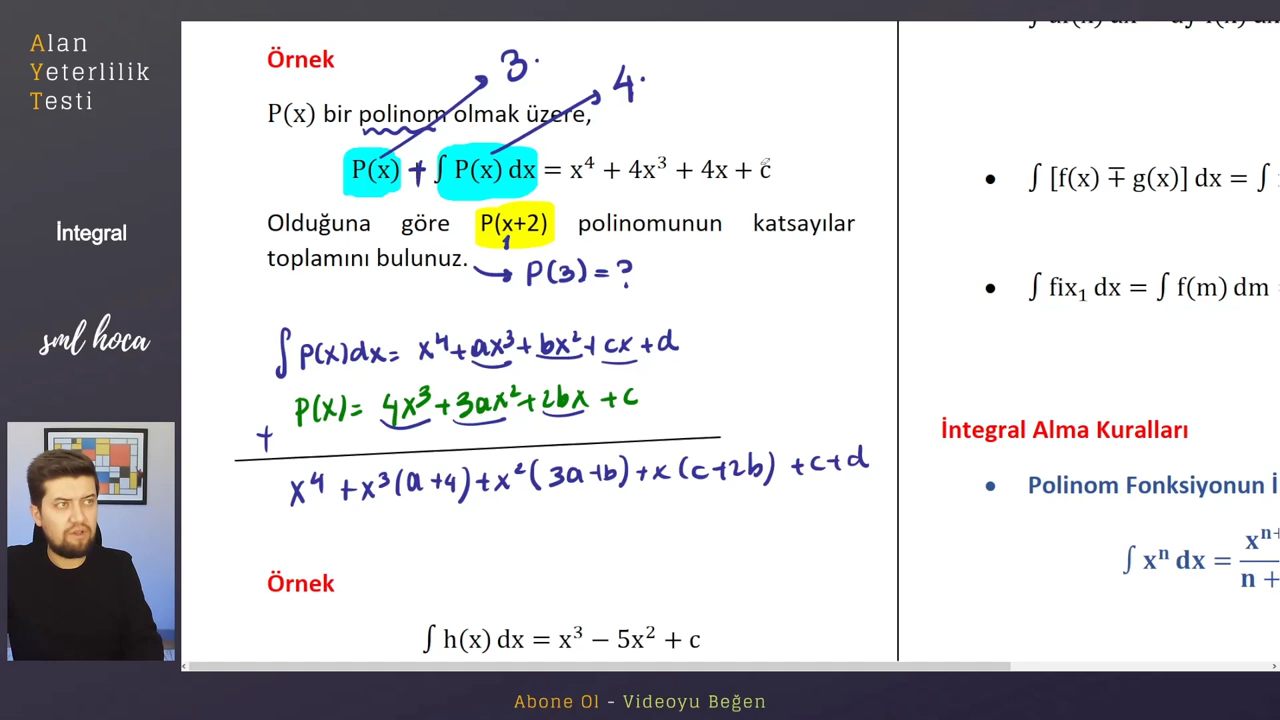 Alan
Yeterlilik
Testi
İntegral
sml hoca
Örnek
3.
4.
P(x) bir polinom olmak üzere,
P(x) + ∫ P(x) dx = x⁴ + 4x³ + 4x + c
Olduğuna göre P(x+2) polinomunun katsayılar
1
toplamını bulunuz. → P(3) = ?
∫ P(x)dx = x⁴ + ax³ + bx² + cx + d
P(x) = 4x³ + 3ax² + 2bx + c
+
x⁴ + x³(a+4) + x²(3a+b) + x(c+2b) + c+d
Örnek
∫ h(x) dx = x³ − 5x² + c
• ∫ [f(x) ∓ g(x)] dx = ∫
• ∫ fix₁ dx = ∫ f(m) dm =
İntegral Alma Kuralları
• Polinom Fonksiyonun İ
∫ xⁿ dx = xⁿ⁺ / n +
Abone Ol - Videoyu Beğen